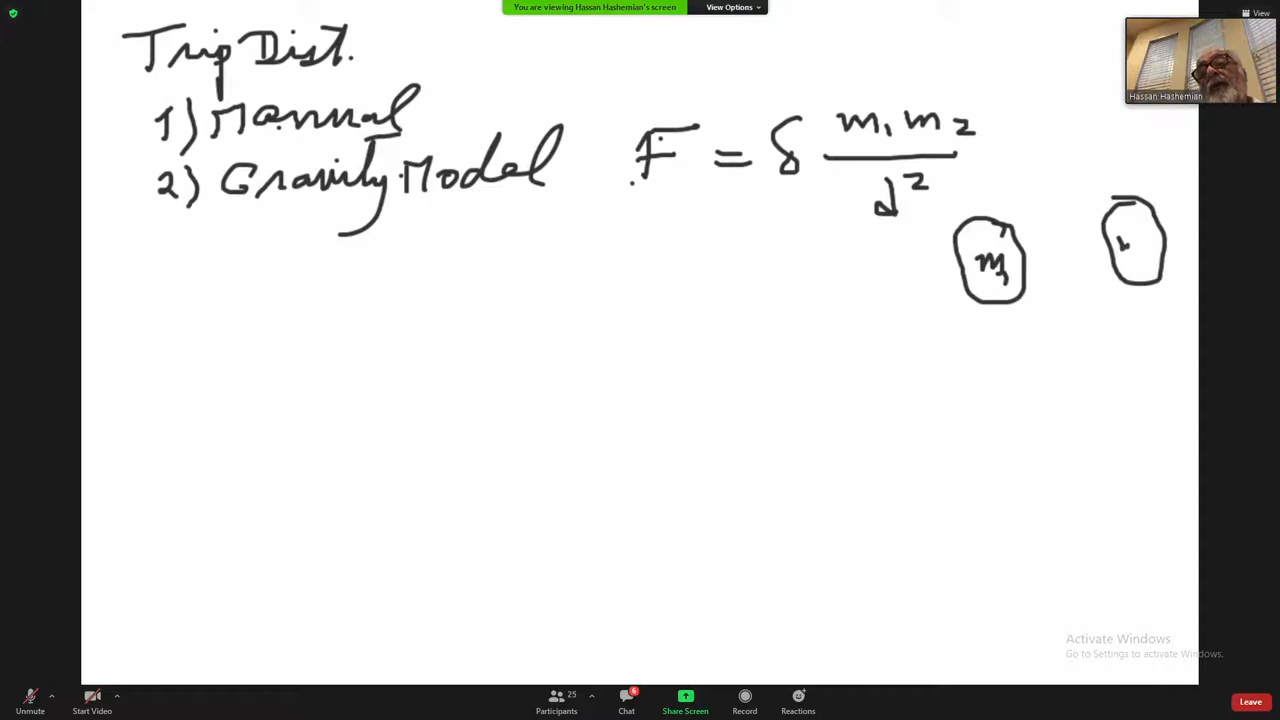 You are viewing Hassan Hashemian's screen
View Options
View
Hassan Hashemian
Trip Dist.
1) Manual
2) Gravity Model
F = γ m₁ m₂ / d²
m₁
Activate Windows
Go to Settings to activate Windows.
Unmute
Start Video
25
Participants
6
Chat
Share Screen
Record
Reactions
Leave